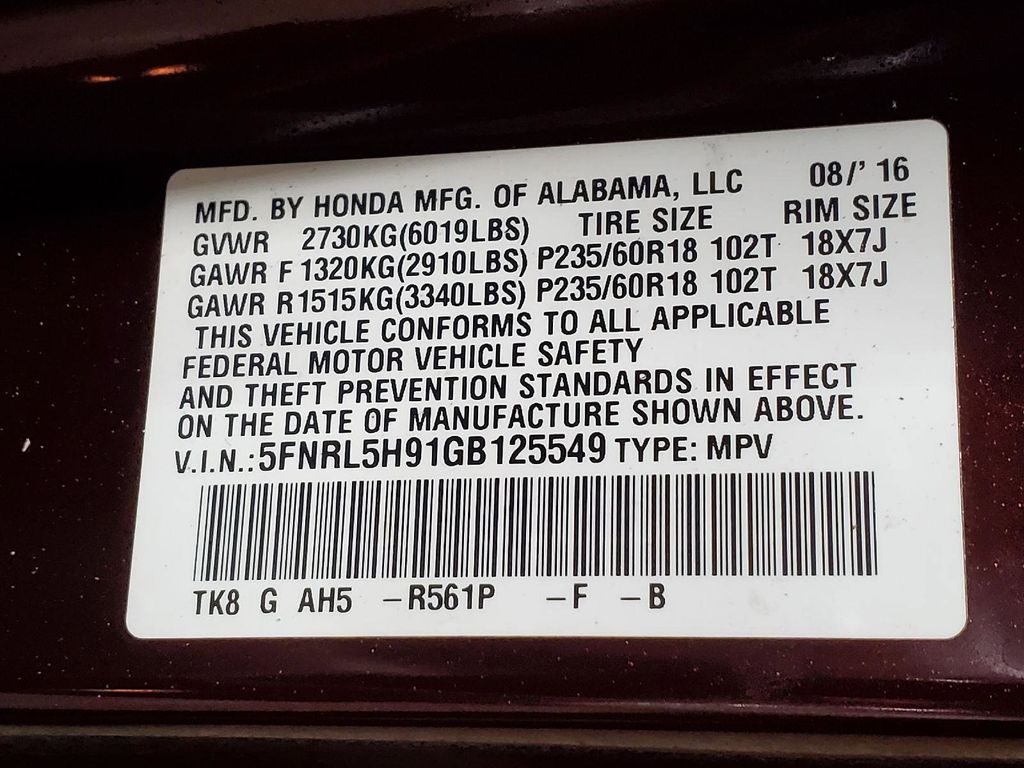 MFD. BY HONDA MFG. OF ALABAMA, LLC 08/' 16
GVWR 2730KG(6019LBS) TIRE SIZE RIM SIZE
GAWR F 1320KG(2910LBS) P235/60R18 102T 18X7J
GAWR R1515KG(3340LBS) P235/60R18 102T 18X7J
THIS VEHICLE CONFORMS TO ALL APPLICABLE
FEDERAL MOTOR VEHICLE SAFETY
AND THEFT PREVENTION STANDARDS IN EFFECT
ON THE DATE OF MANUFACTURE SHOWN ABOVE.
V.I.N.:5FNRL5H91GB125549 TYPE: MPV
TK8 G AH5 –R561P –F –B